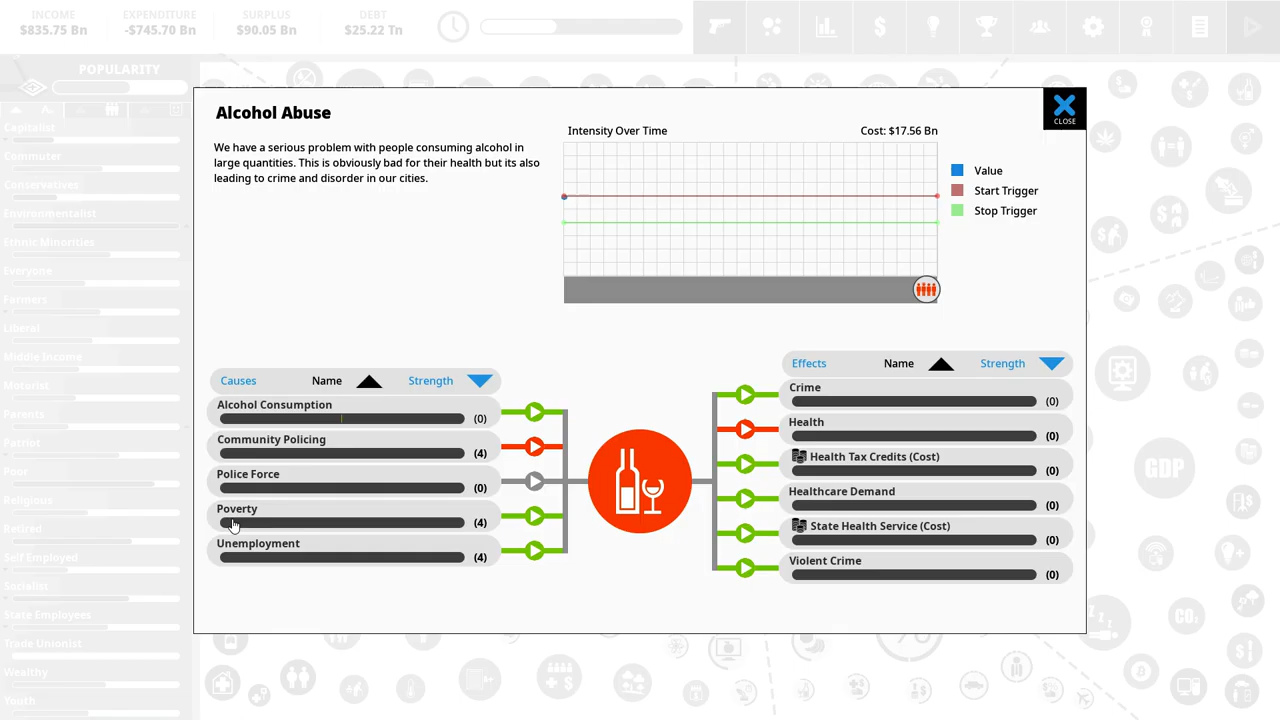 INCOME
$835.75 Bn
EXPENDITURE
-$745.70 Bn
SURPLUS
$90.05 Bn
DEBT
$25.22 Tn
POPULARITY
Capitalist
Commuter
Conservatives
Environmentalist
Ethnic Minorities
Everyone
Farmers
Liberal
Middle Income
Motorist
Parents
Patriot
Poor
Religious
Retired
Self Employed
Socialist
State Employees
Trade Unionist
Wealthy
Youth
Alcohol Abuse
We have a serious problem with people consuming alcohol in
large quantities. This is obviously bad for their health but its also
leading to crime and disorder in our cities.
Intensity Over Time
Cost: $17.56 Bn
CLOSE
Value
Start Trigger
Stop Trigger
Causes Name Strength
Alcohol Consumption
(0)
Community Policing
(4)
Police Force
(0)
Poverty
(4)
Unemployment
(4)
Effects Name Strength
Crime
(0)
Health
(0)
Health Tax Credits (Cost)
(0)
Healthcare Demand
(0)
State Health Service (Cost)
(0)
Violent Crime
(0)
GDP
CO₂